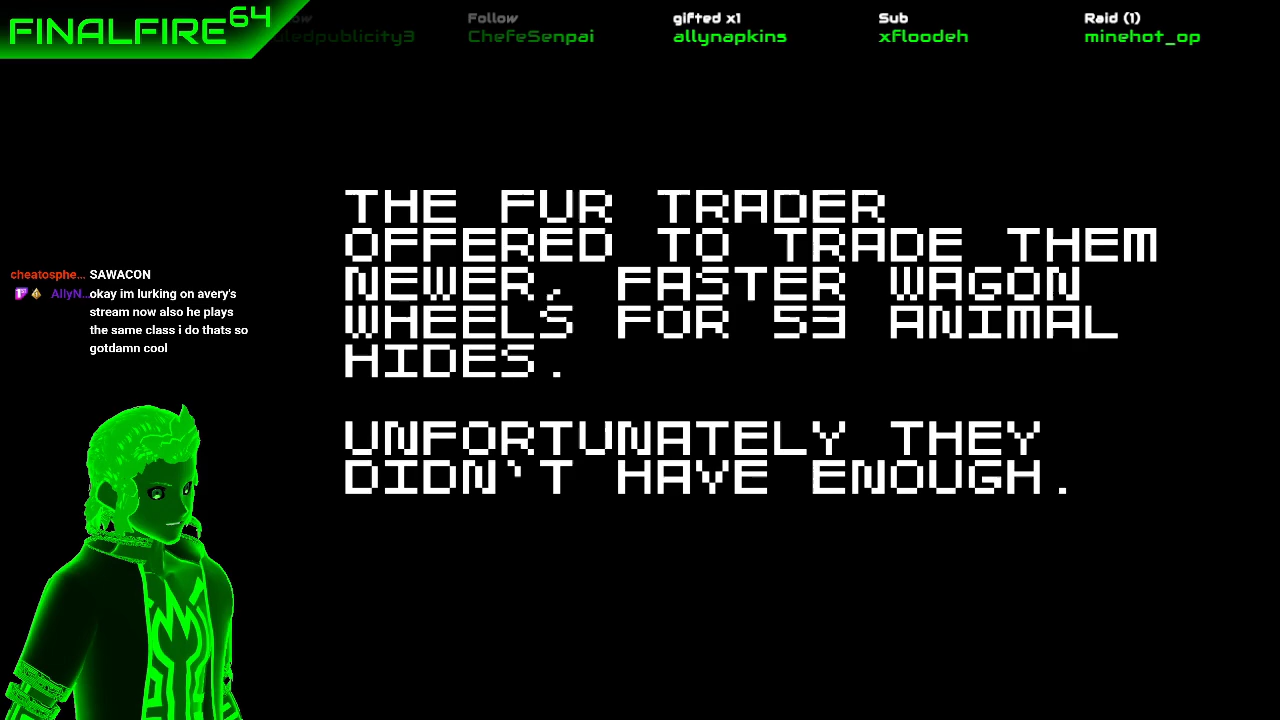 FINALFIRE64
Follow
ChefeSenpai
gifted x1
allynapkins
Sub
xfloodeh
Raid (1)
minehot_op
THE FUR TRADER
OFFERED TO TRADE THEM
NEWER, FASTER WAGON
WHEELS FOR 53 ANIMAL
HIDES.
UNFORTUNATELY THEY
DIDN'T HAVE ENOUGH.
cheatosphe... SAWACON
AllyN... okay im lurking on avery's
stream now also he plays
the same class i do thats so
gotdamn cool